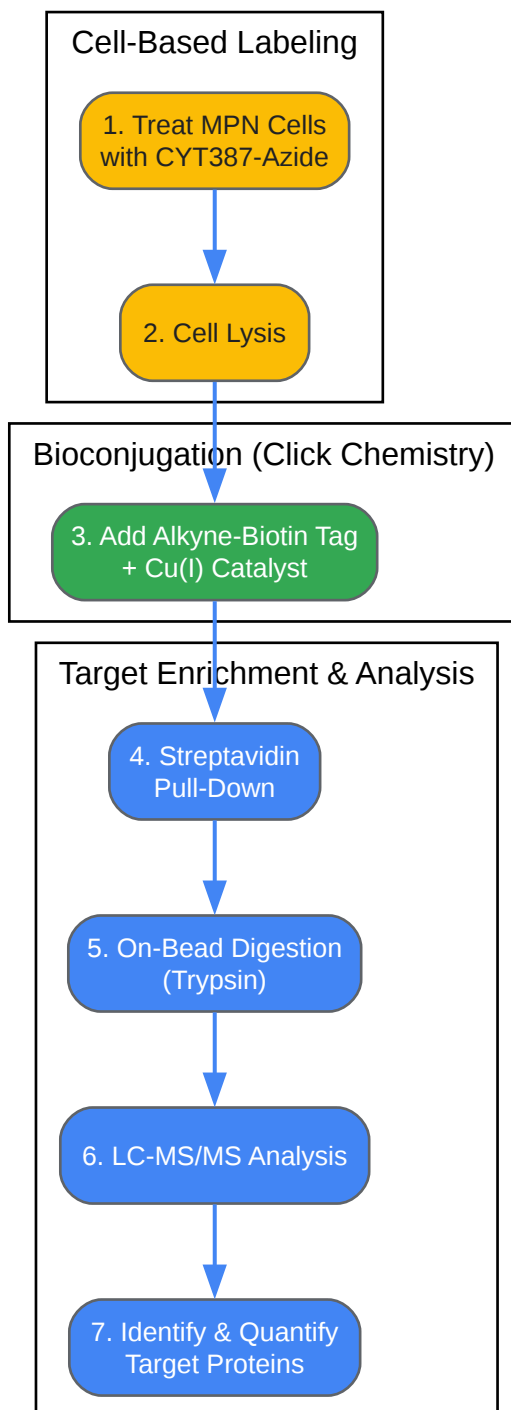 Cell-Based Labeling
1. Treat MPN Cells
with CYT387-Azide
2. Cell Lysis
Bioconjugation (Click Chemistry)
3. Add Alkyne-Biotin Tag
+ Cu(I) Catalyst
Target Enrichment & Analysis
4. Streptavidin
Pull-Down
5. On-Bead Digestion
(Trypsin)
6. LC-MS/MS Analysis
7. Identify & Quantify
Target Proteins